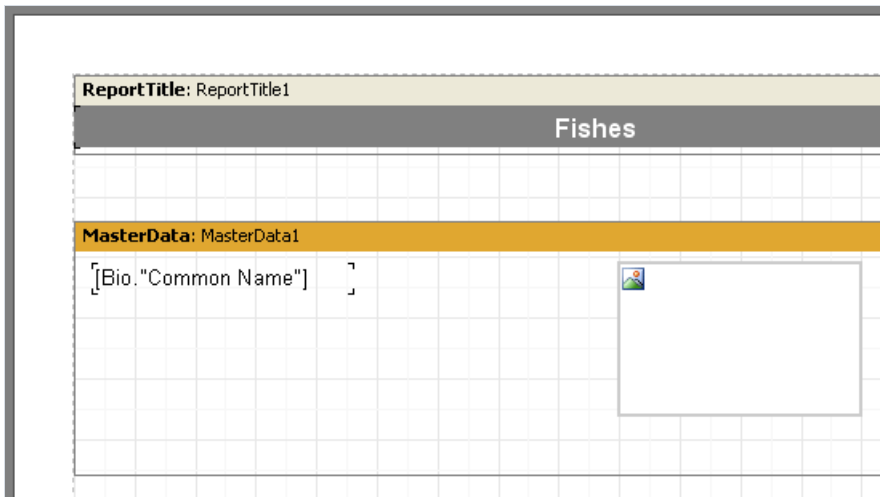 ReportTitle: ReportTitle1
Fishes
MasterData: MasterData1
[Bio."Common Name"]